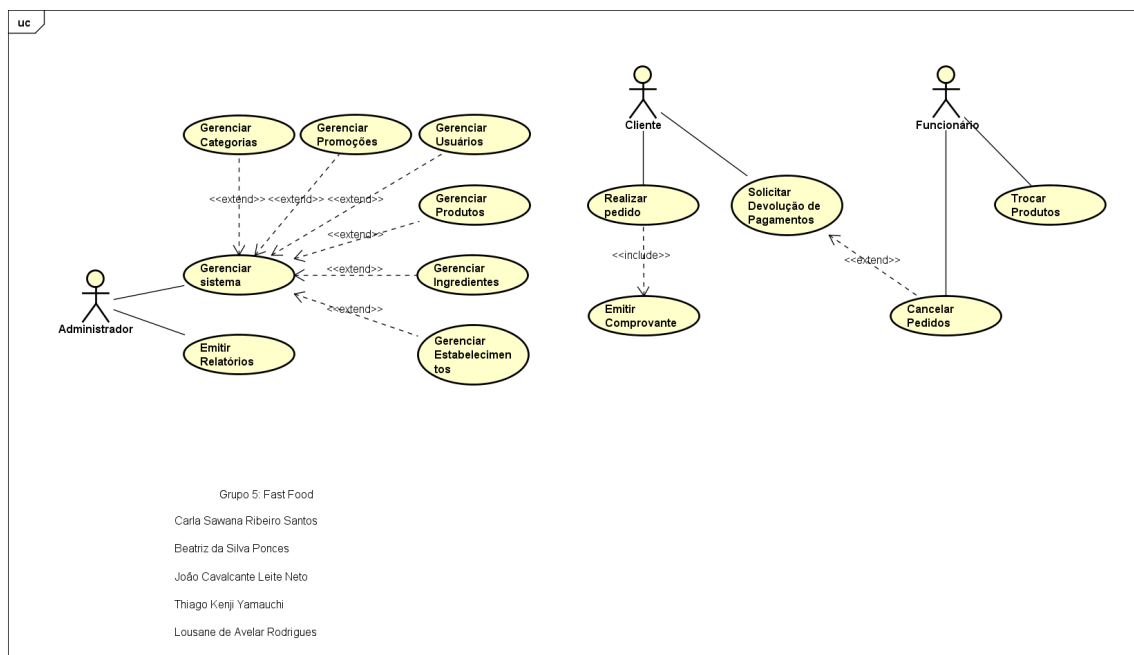 uc
Cliente
Funcionário
Gerenciar
Categorias
Gerenciar
Promoções
Gerenciar
Usuários
<<extend>>
<<extend>>
<<extend>>
Gerenciar
Produtos
<<extend>>
Realizar
pedido
Solicitar
Devolução de
Pagamentos
Trocar
Produtos
<<include>>
<<extend>>
Gerenciar
sistema
<<extend>>
Gerenciar
Ingredientes
<<extend>>
Administrador
Emitir
Comprovante
Cancelar
Pedidos
Emitir
Relatórios
Gerenciar
Estabelecimen
tos
Grupo 5: Fast Food
Carla Sawana Ribeiro Santos
Beatriz da Silva Ponces
João Cavalcante Leite Neto
Thiago Kenji Yamauchi
Lousane de Avelar Rodrigues